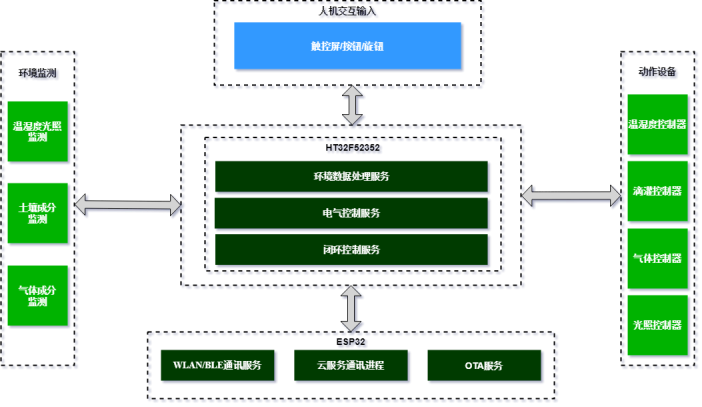 人机交互输入
触控屏/按钮/旋钮
环境监测
温湿度光照
监测
土壤成分
监测
气体成分
监测
HT32F52352
环境数据处理服务
电气控制服务
闭环控制服务
动作设备
温湿度控制器
滴灌控制器
气体控制器
光照控制器
ESP32
WLAN/BLE通讯服务
云服务通讯进程
OTA服务